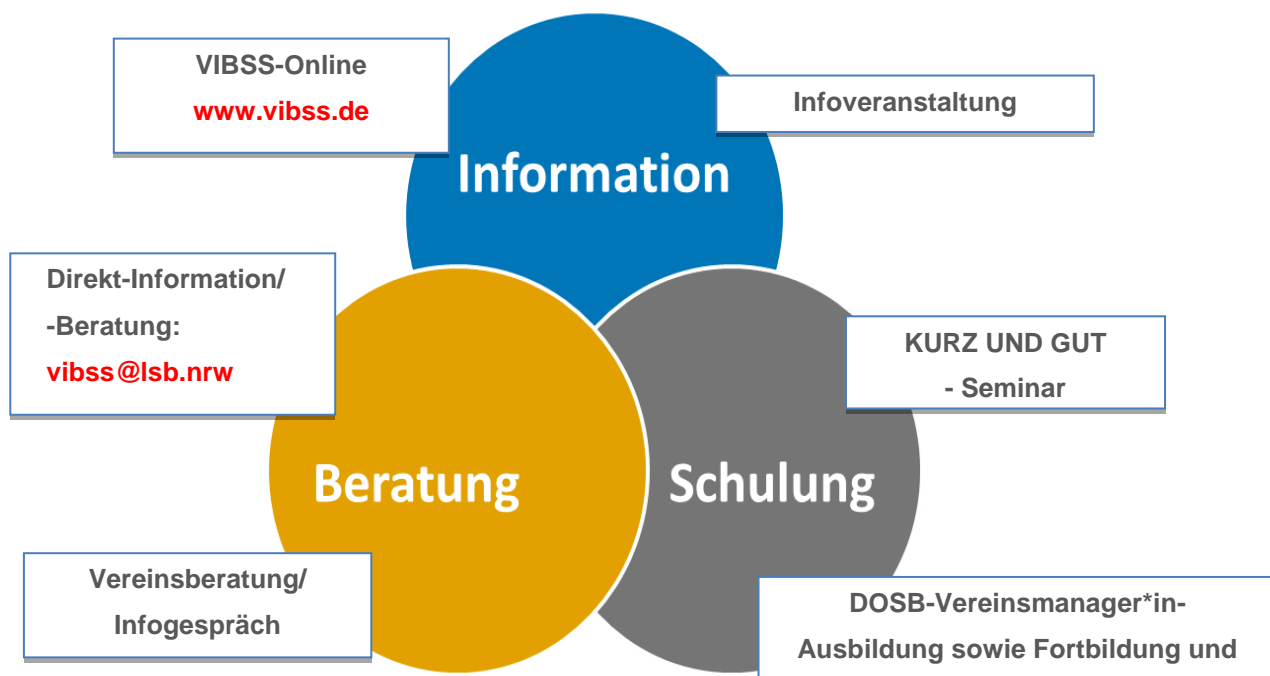 VIBSS-Online
www.vibss.de
Infoveranstaltung
Information
Direkt-Information/
-Beratung:
vibss@lsb.nrw
KURZ UND GUT
- Seminar
Beratung
Schulung
Vereinsberatung/
Infogespräch
DOSB-Vereinsmanager*in-
Ausbildung sowie Fortbildung und